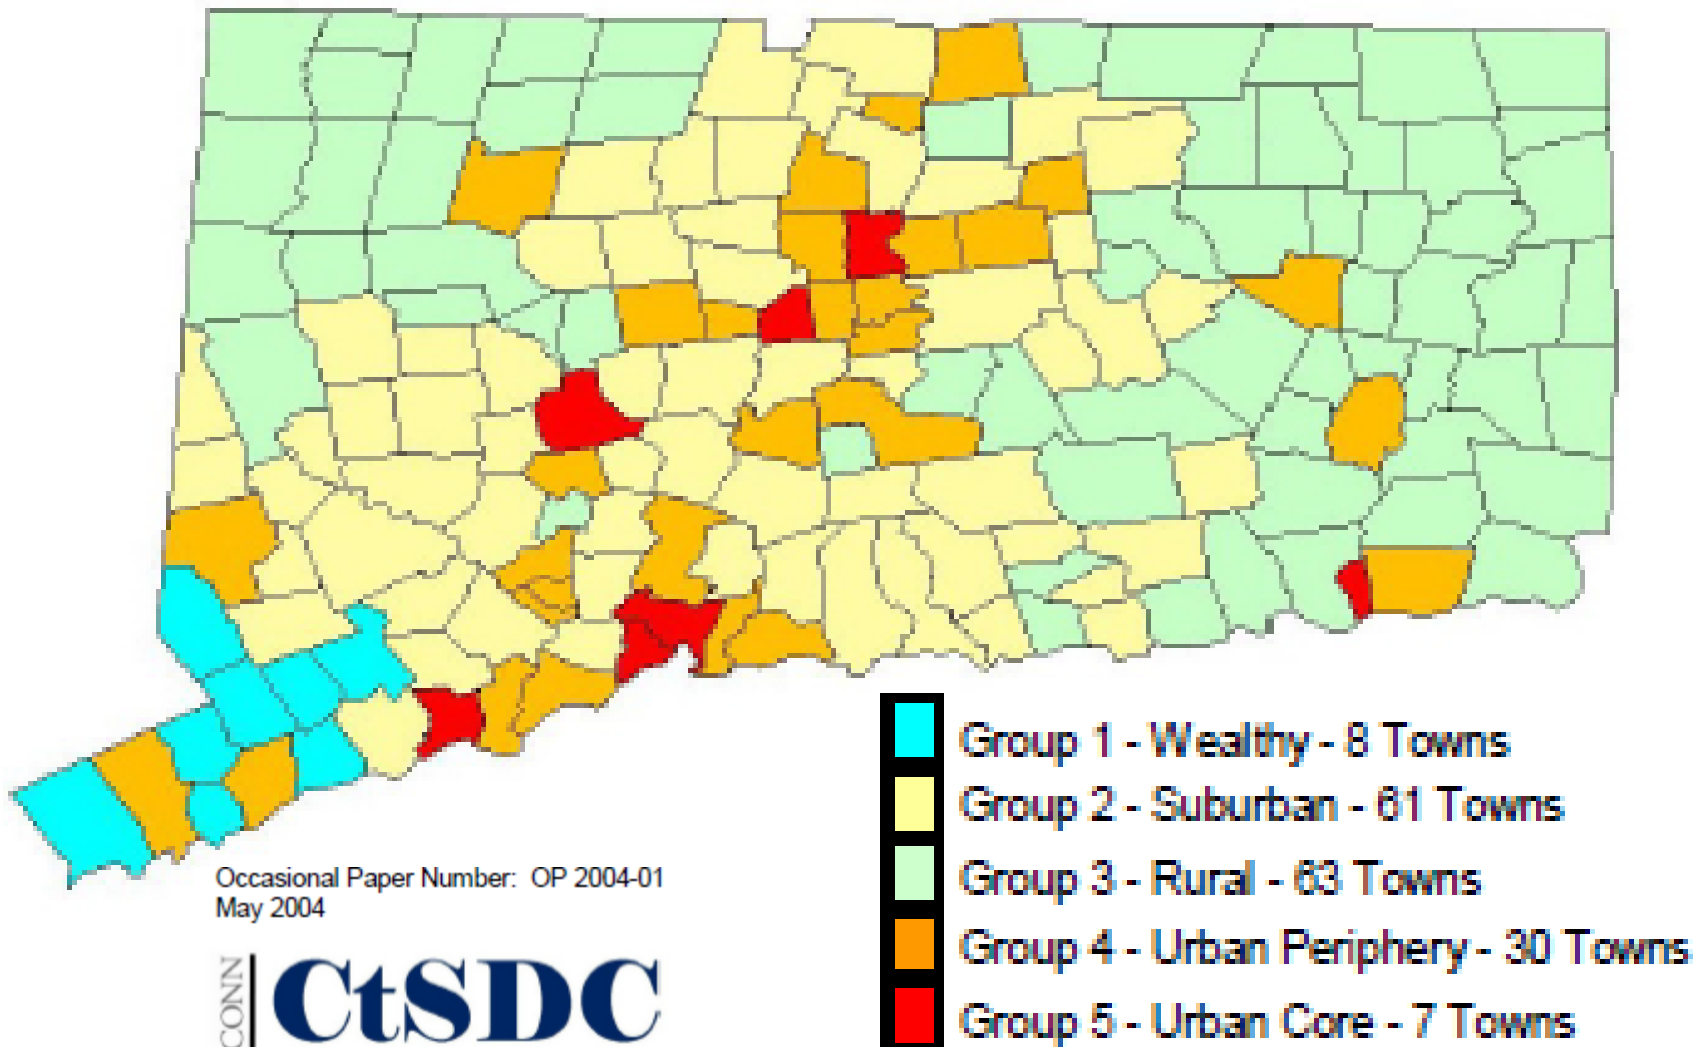 Group 1 - Wealthy - 8 Towns
Group 2 - Suburban - 61 Towns
Group 3 - Rural - 63 Towns
Group 4 - Urban Periphery - 30 Towns
Group 5 - Urban Core - 7 Towns
Occasional Paper Number: OP 2004-01
May 2004
CONN
CtSDC